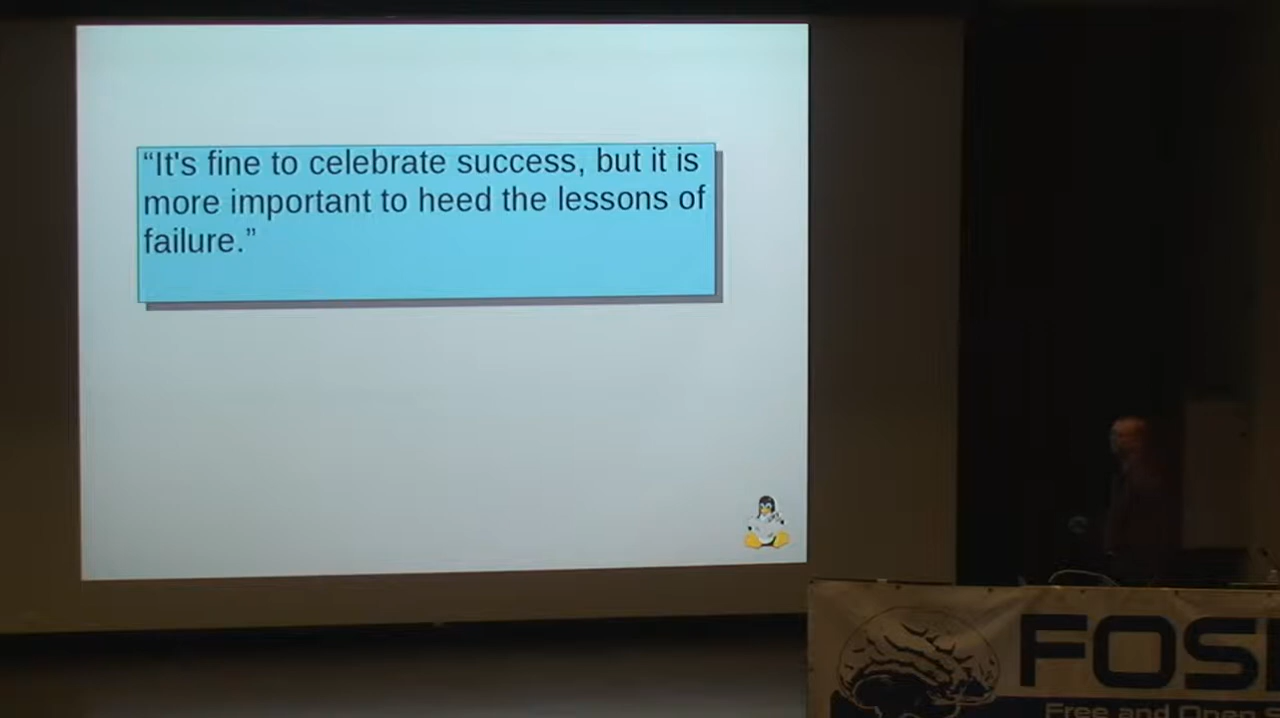 “It's fine to celebrate success, but it is
more important to heed the lessons of
failure.”
FOS
Free and Open S